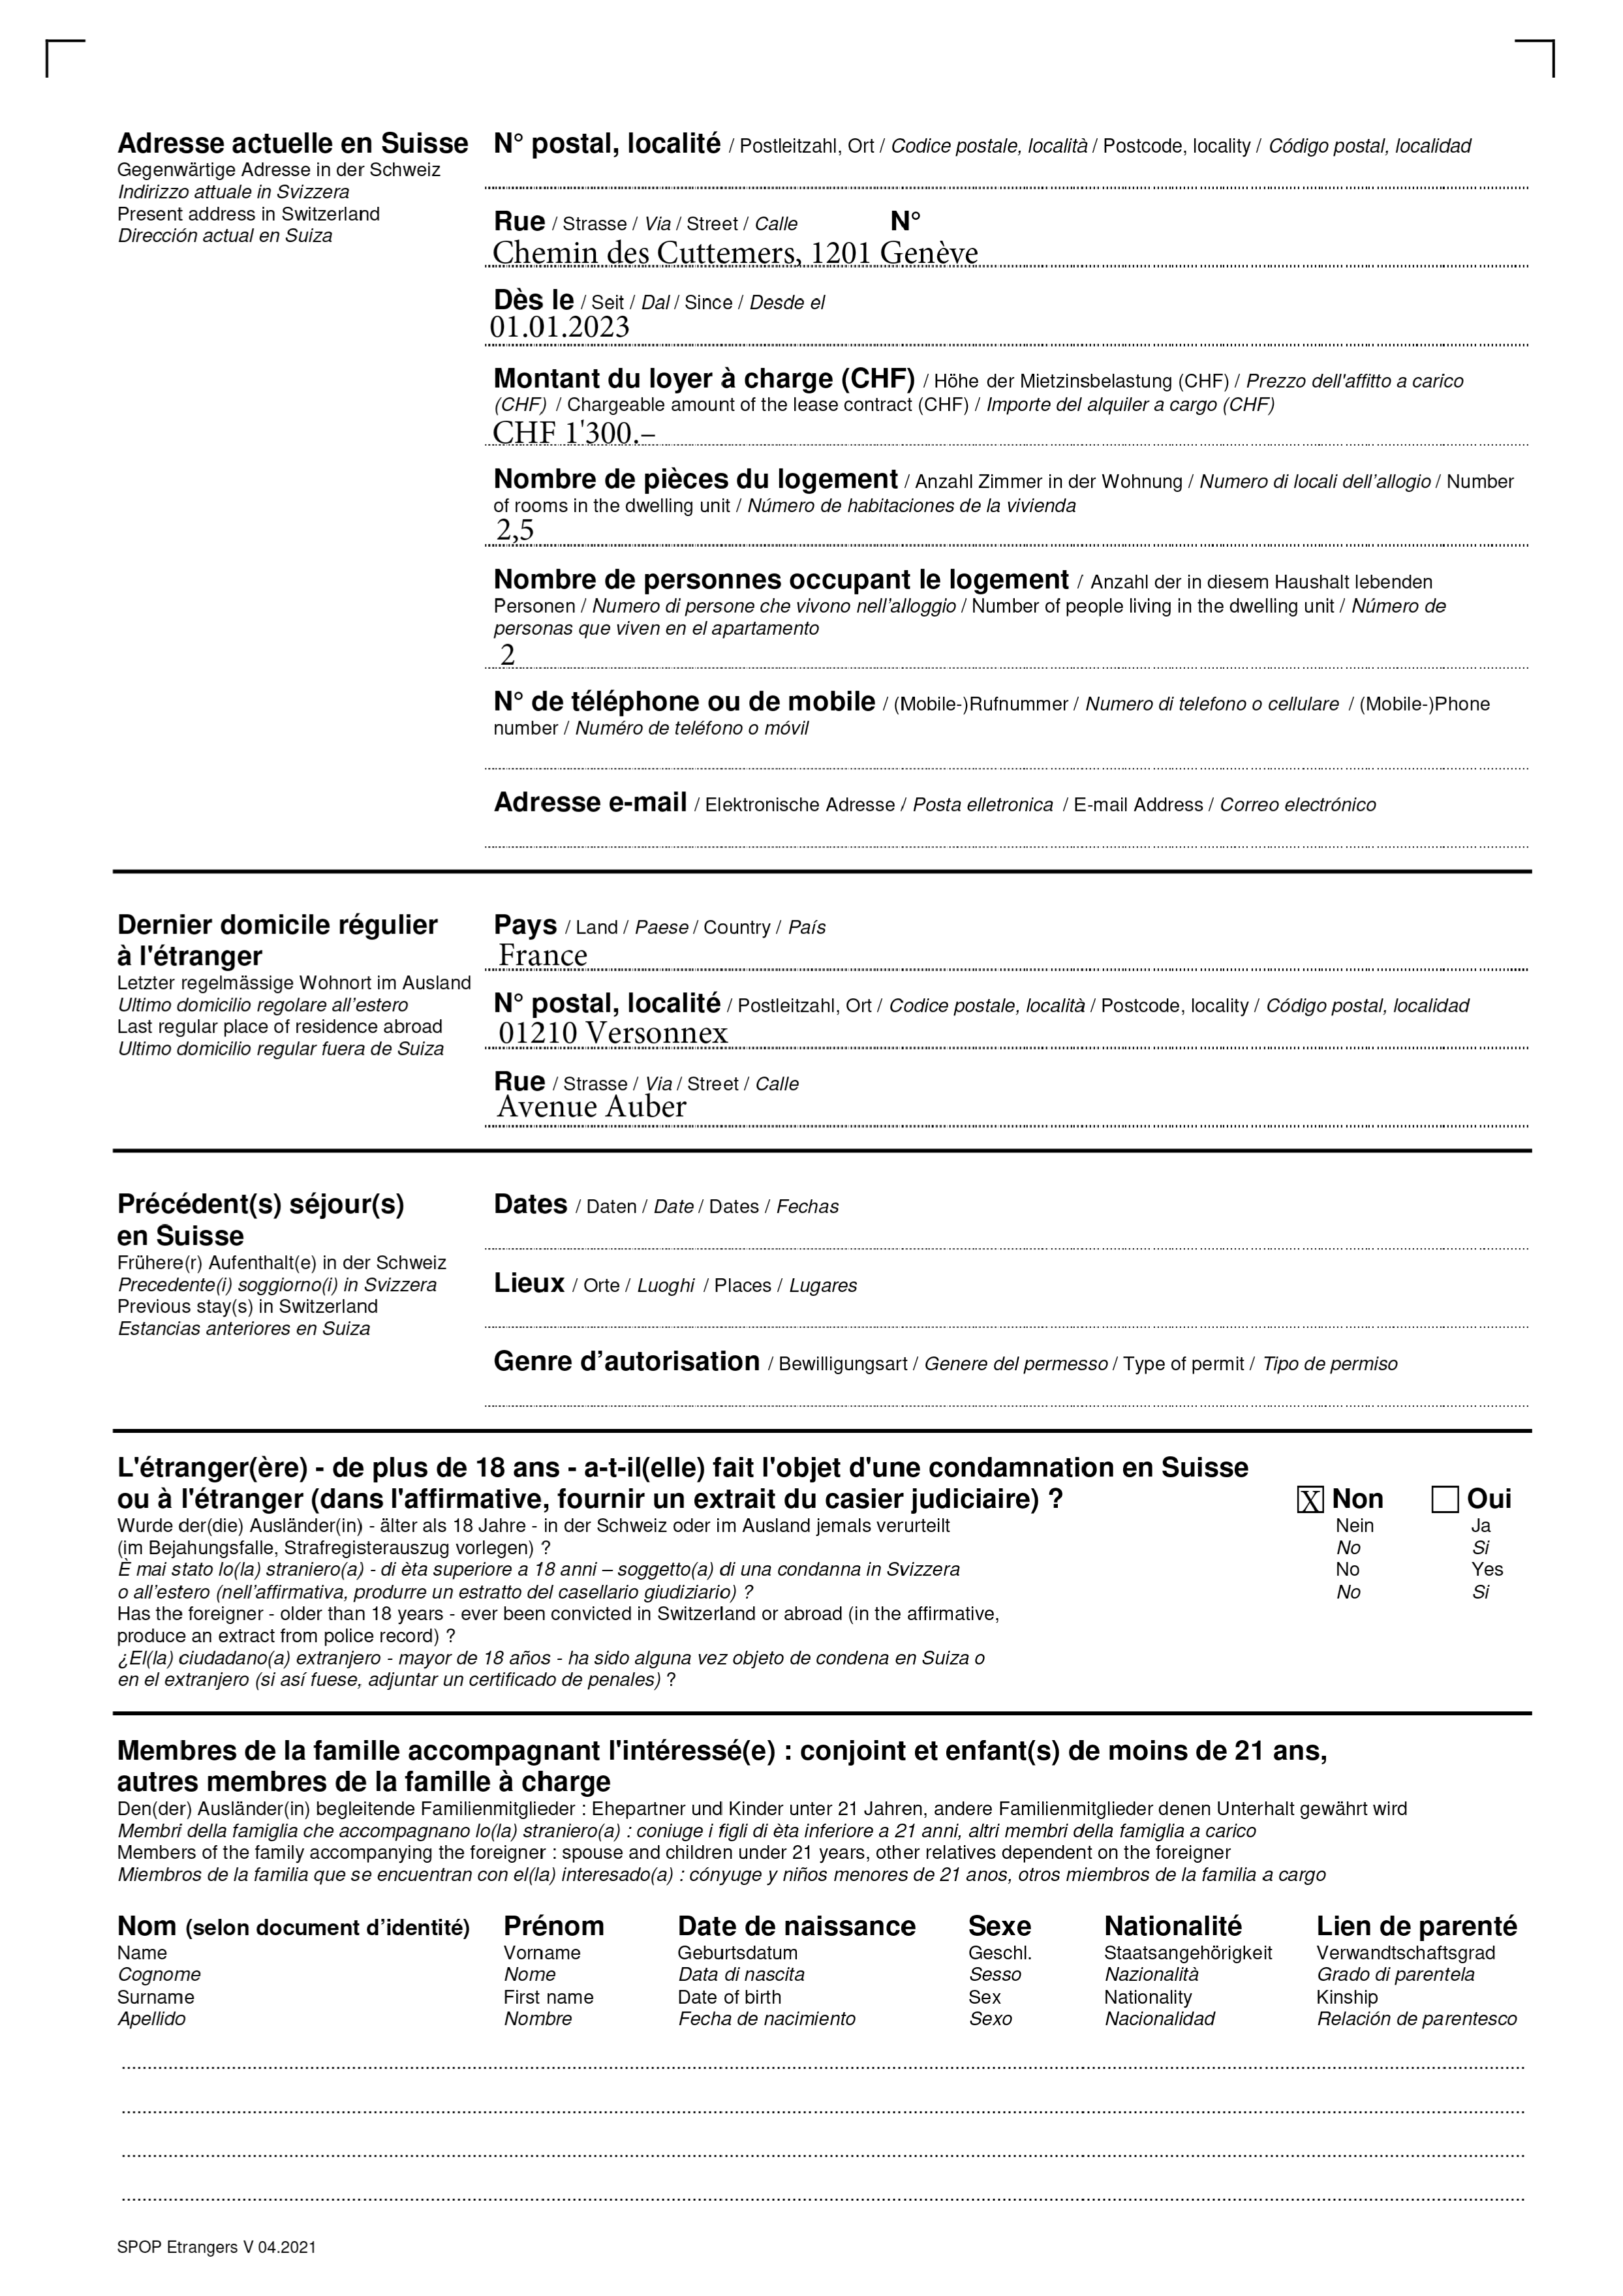 Adresse actuelle en Suisse
Gegenwärtige Adresse in der Schweiz
Indirizzo attuale in Svizzera
Present address in Switzerland
Dirección actual en Suiza
N° postal, localité / Postleitzahl, Ort / Codice postale, località / Postcode, locality / Código postal, localidad
Rue / Strasse / Via / Street / Calle N°
Chemin des Cuttemers, 1201 Genève
Dès le / Seit / Dal / Since / Desde el
01.01.2023
Montant du loyer à charge (CHF) / Höhe der Mietzinsbelastung (CHF) / Prezzo dell'affitto a carico
(CHF) / Chargeable amount of the lease contract (CHF) / Importe del alquiler a cargo (CHF)
CHF 1'300.–
Nombre de pièces du logement / Anzahl Zimmer in der Wohnung / Numero di locali dell’allogio / Number
of rooms in the dwelling unit / Número de habitaciones de la vivienda
2,5
Nombre de personnes occupant le logement / Anzahl der in diesem Haushalt lebenden
Personen / Numero di persone che vivono nell’alloggio / Number of people living in the dwelling unit / Número de
personas que viven en el apartamento
2
N° de téléphone ou de mobile / (Mobile-)Rufnummer / Numero di telefono o cellulare / (Mobile-)Phone
number / Numéro de teléfono o móvil
Adresse e-mail / Elektronische Adresse / Posta elletronica / E-mail Address / Correo electrónico
Dernier domicile régulier
à l'étranger
Letzter regelmässige Wohnort im Ausland
Ultimo domicilio regolare all’estero
Last regular place of residence abroad
Ultimo domicilio regular fuera de Suiza
Pays / Land / Paese / Country / País
France
N° postal, localité / Postleitzahl, Ort / Codice postale, località / Postcode, locality / Código postal, localidad
01210 Versonnex
Rue / Strasse / Via / Street / Calle
Avenue Auber
Précédent(s) séjour(s)
en Suisse
Frühere(r) Aufenthalt(e) in der Schweiz
Precedente(i) soggiorno(i) in Svizzera
Previous stay(s) in Switzerland
Estancias anteriores en Suiza
Dates / Daten / Date / Dates / Fechas
Lieux / Orte / Luoghi / Places / Lugares
Genre d’autorisation / Bewilligungsart / Genere del permesso / Type of permit / Tipo de permiso
L'étranger(ère) - de plus de 18 ans - a-t-il(elle) fait l'objet d'une condamnation en Suisse
ou à l'étranger (dans l'affirmative, fournir un extrait du casier judiciaire) ? X Non Oui
Wurde der(die) Ausländer(in) - älter als 18 Jahre - in der Schweiz oder im Ausland jemals verurteilt Nein Ja
(im Bejahungsfalle, Strafregisterauszug vorlegen) ? No Si
È mai stato lo(la) straniero(a) - di èta superiore a 18 anni – soggetto(a) di una condanna in Svizzera No Yes
o all’estero (nell’affirmativa, produrre un estratto del casellario giudiziario) ? No Si
Has the foreigner - older than 18 years - ever been convicted in Switzerland or abroad (in the affirmative,
produce an extract from police record) ?
¿El(la) ciudadano(a) extranjero - mayor de 18 años - ha sido alguna vez objeto de condena en Suiza o
en el extranjero (si así fuese, adjuntar un certificado de penales) ?
Membres de la famille accompagnant l'intéressé(e) : conjoint et enfant(s) de moins de 21 ans,
autres membres de la famille à charge
Den(der) Ausländer(in) begleitende Familienmitglieder : Ehepartner und Kinder unter 21 Jahren, andere Familienmitglieder denen Unterhalt gewährt wird
Membri della famiglia che accompagnano lo(la) straniero(a) : coniuge i figli di èta inferiore a 21 anni, altri membri della famiglia a carico
Members of the family accompanying the foreigner : spouse and children under 21 years, other relatives dependent on the foreigner
Miembros de la familia que se encuentran con el(la) interesado(a) : cónyuge y niños menores de 21 anos, otros miembros de la familia a cargo
Nom (selon document d’identité) Prénom Date de naissance Sexe Nationalité Lien de parenté
Name Vorname Geburtsdatum Geschl. Staatsangehörigkeit Verwandtschaftsgrad
Cognome Nome Data di nascita Sesso Nazionalità Grado di parentela
Surname First name Date of birth Sex Nationality Kinship
Apellido Nombre Fecha de nacimiento Sexo Nacionalidad Relación de parentesco
SPOP Etrangers V 04.2021